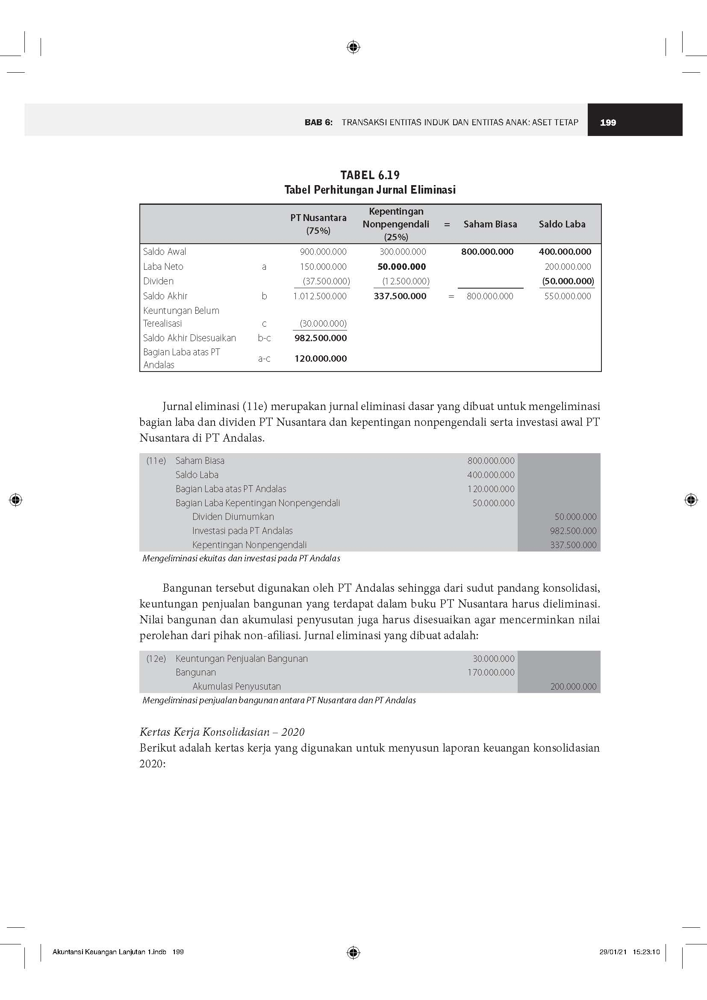 BAB 6: TRANSAKSI ENTITAS INDUK DAN ENTITAS ANAK: ASET TETAP 199
TABEL 6.19
Tabel Perhitungan Jurnal Eliminasi
PT Nusantara (75%) Kepentingan Nonpengendali (25%) = Saham Biasa Saldo Laba
Saldo Awal 900.000.000 300.000.000 800.000.000 400.000.000
Laba Neto a 150.000.000 50.000.000 200.000.000
Dividen (37.500.000) (12.500.000) (50.000.000)
Saldo Akhir b 1.012.500.000 337.500.000 = 800.000.000 550.000.000
Keuntungan Belum
Terealisasi c (30.000.000)
Saldo Akhir Disesuaikan b-c 982.500.000
Bagian Laba atas PT
Andalas a-c 120.000.000
Jurnal eliminasi (11e) merupakan jurnal eliminasi dasar yang dibuat untuk mengeliminasi
bagian laba dan dividen PT Nusantara dan kepentingan nonpengendali serta investasi awal PT
Nusantara di PT Andalas.
(11e) Saham Biasa 800.000.000
Saldo Laba 400.000.000
Bagian Laba atas PT Andalas 120.000.000
Bagian Laba Kepentingan Nonpengendali 50.000.000
Dividen Diumumkan 50.000.000
Investasi pada PT Andalas 982.500.000
Kepentingan Nonpengendali 337.500.000
Mengeliminasi ekuitas dan investasi pada PT Andalas
Bangunan tersebut digunakan oleh PT Andalas sehingga dari sudut pandang konsolidasi,
keuntungan penjualan bangunan yang terdapat dalam buku PT Nusantara harus dieliminasi.
Nilai bangunan dan akumulasi penyusutan juga harus disesuaikan agar mencerminkan nilai
perolehan dari pihak non-afiliasi. Jurnal eliminasi yang dibuat adalah:
(12e) Keuntungan Penjualan Bangunan 30.000.000
Bangunan 170.000.000
Akumulasi Penyusutan 200.000.000
Mengeliminasi penjualan bangunan antara PT Nusantara dan PT Andalas
Kertas Kerja Konsolidasian – 2020
Berikut adalah kertas kerja yang digunakan untuk menyusun laporan keuangan konsolidasian
2020:
Akuntansi Keuangan Lanjutan 1.indb 199 29/01/21 15:23:10